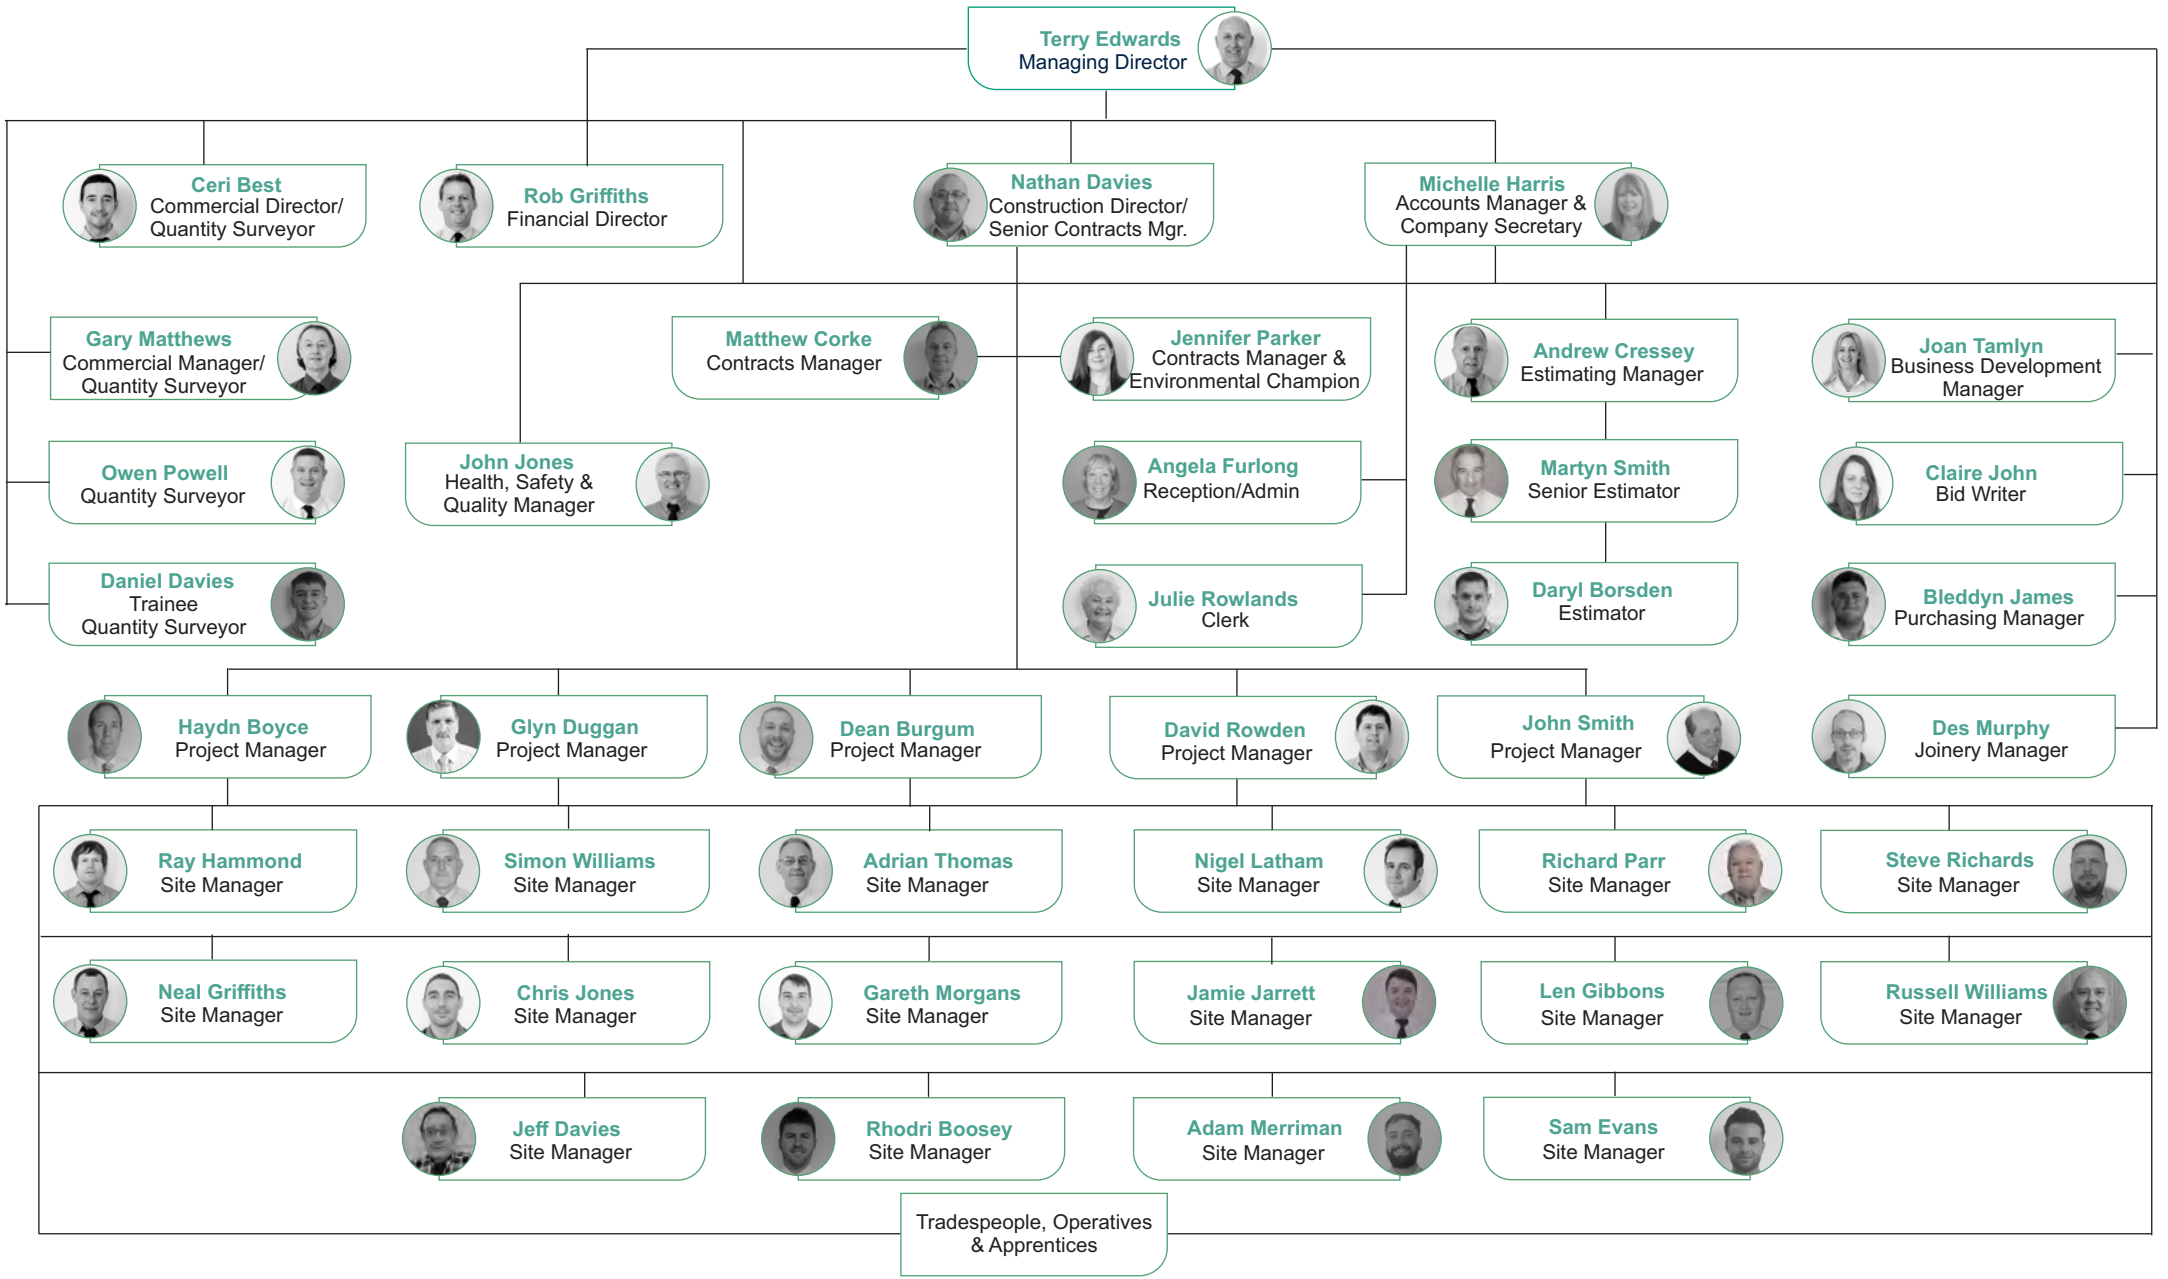 Terry Edwards
Managing Director
Ceri Best
Commercial Director/
Quantity Surveyor
Rob Griffiths
Financial Director
Nathan Davies
Construction Director/
Senior Contracts Mgr.
Michelle Harris
Accounts Manager &
Company Secretary
Gary Matthews
Commercial Manager/
Quantity Surveyor
Matthew Corke
Contracts Manager
Jennifer Parker
Contracts Manager &
Environmental Champion
Andrew Cressey
Estimating Manager
Joan Tamlyn
Business Development
Manager
Owen Powell
Quantity Surveyor
John Jones
Health, Safety &
Quality Manager
Angela Furlong
Reception/Admin
Martyn Smith
Senior Estimator
Claire John
Bid Writer
Daniel Davies
Trainee
Quantity Surveyor
Julie Rowlands
Clerk
Daryl Borsden
Estimator
Bleddyn James
Purchasing Manager
Haydn Boyce
Project Manager
Glyn Duggan
Project Manager
Dean Burgum
Project Manager
David Rowden
Project Manager
John Smith
Project Manager
Des Murphy
Joinery Manager
Ray Hammond
Site Manager
Simon Williams
Site Manager
Adrian Thomas
Site Manager
Nigel Latham
Site Manager
Richard Parr
Site Manager
Steve Richards
Site Manager
Neal Griffiths
Site Manager
Chris Jones
Site Manager
Gareth Morgans
Site Manager
Jamie Jarrett
Site Manager
Len Gibbons
Site Manager
Russell Williams
Site Manager
Jeff Davies
Site Manager
Rhodri Boosey
Site Manager
Adam Merriman
Site Manager
Sam Evans
Site Manager
Tradespeople, Operatives
& Apprentices